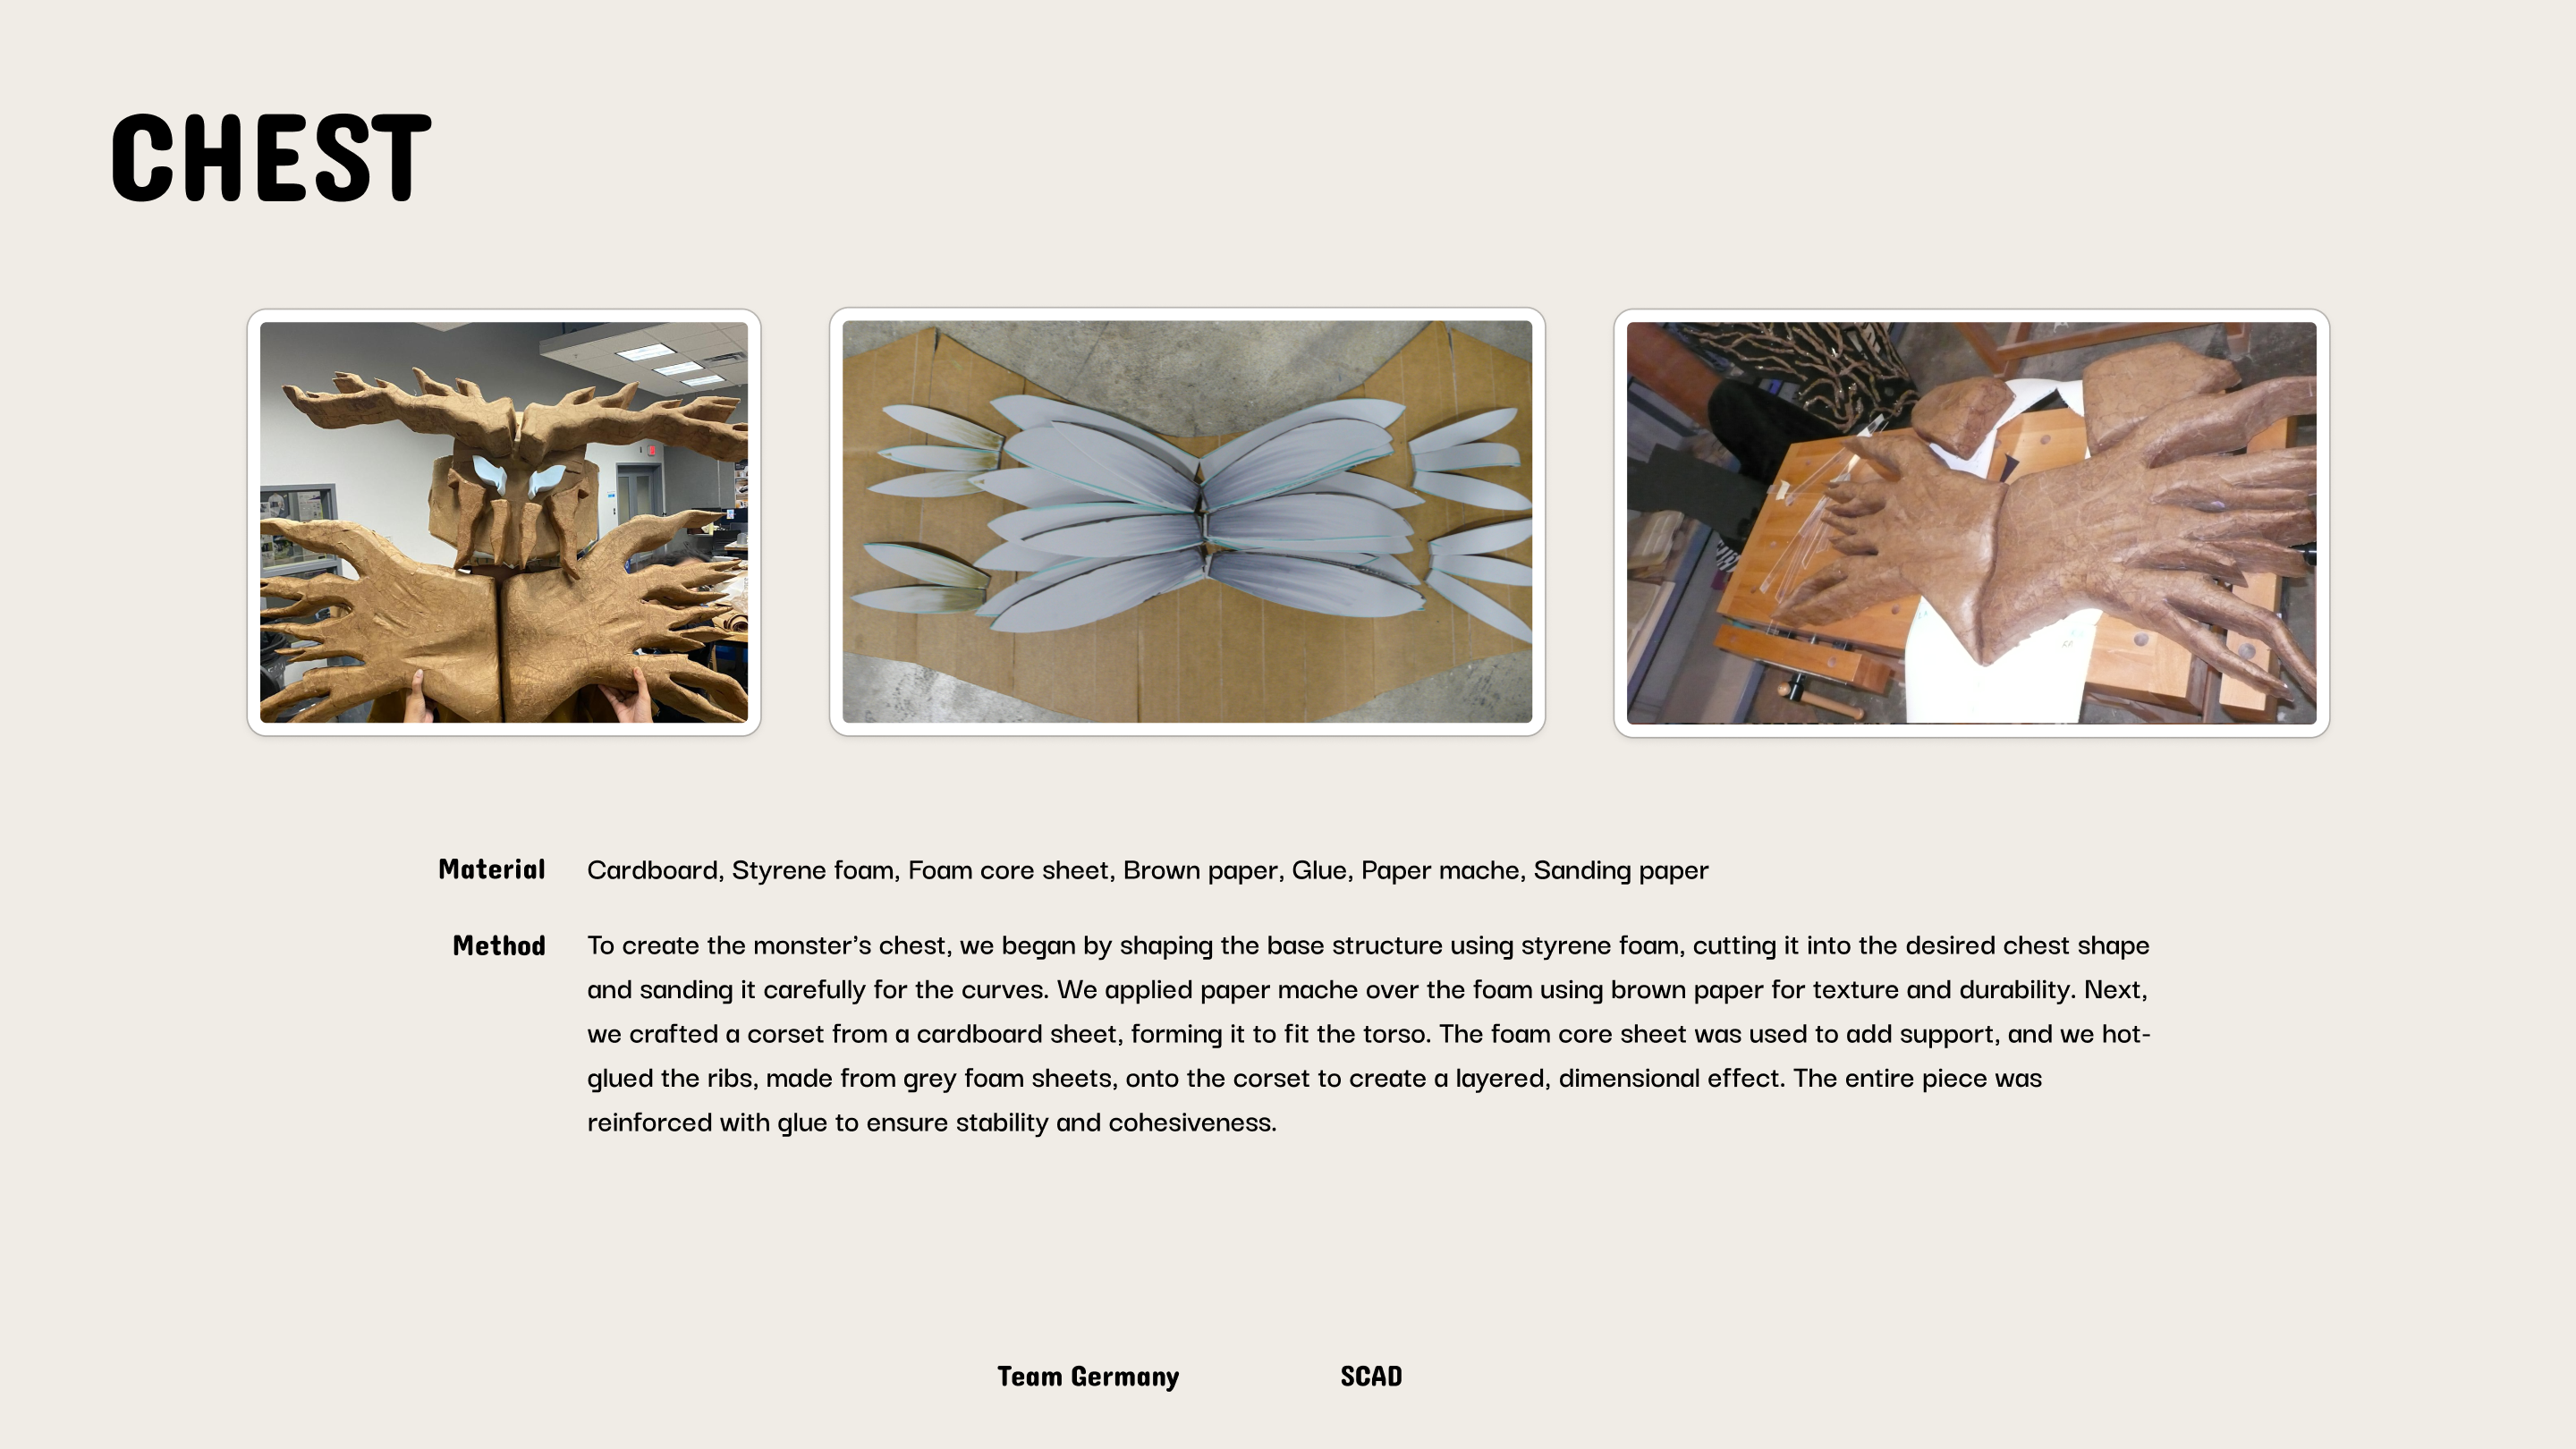 CHEST
Material
Cardboard, Styrene foam, Foam core sheet, Brown paper, Glue, Paper mache, Sanding paper
Method
To create the monster’s chest, we began by shaping the base structure using styrene foam, cutting it into the desired chest shape
and sanding it carefully for the curves. We applied paper mache over the foam using brown paper for texture and durability. Next,
we crafted a corset from a cardboard sheet, forming it to fit the torso. The foam core sheet was used to add support, and we hot-
glued the ribs, made from grey foam sheets, onto the corset to create a layered, dimensional effect. The entire piece was
reinforced with glue to ensure stability and cohesiveness.
Team Germany
SCAD